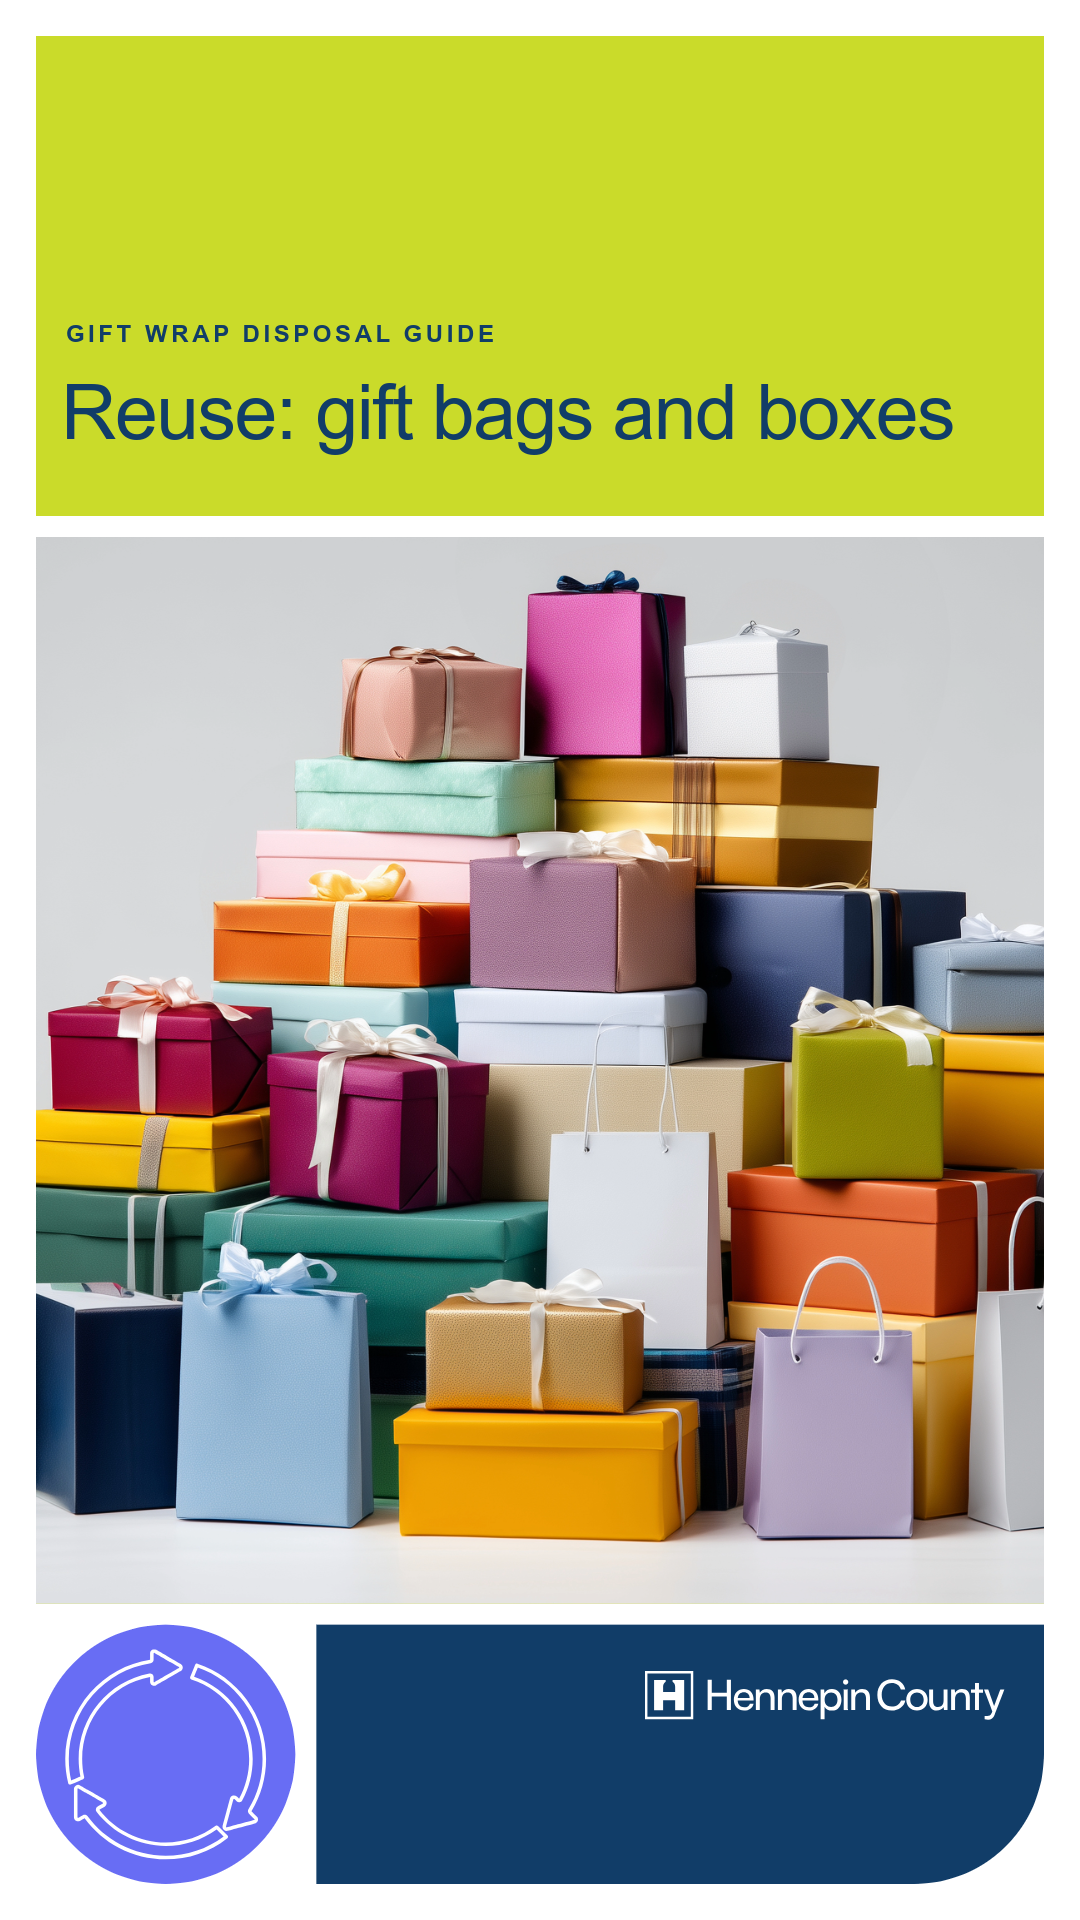 GIFT WRAP DISPOSAL GUIDE
Reuse: gift bags and boxes
Hennepin County